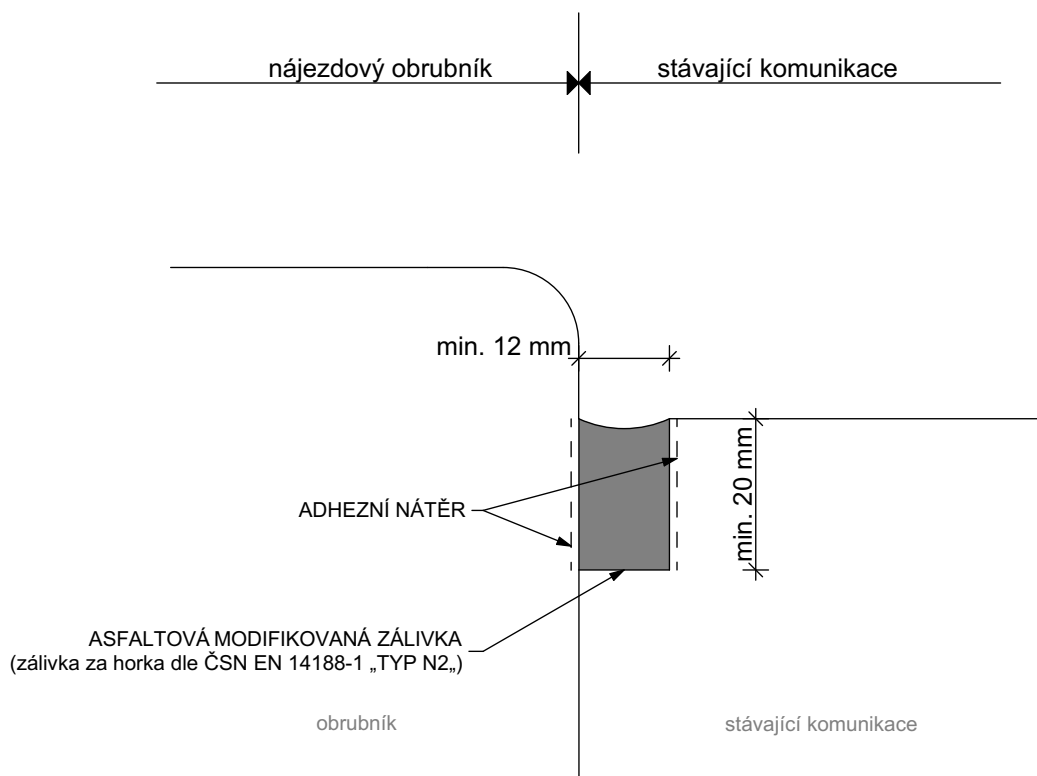 nájezdový obrubník
stávající komunikace
min. 12 mm
min. 20 mm
ADHEZNÍ NÁTĚR
ASFALTOVÁ MODIFIKOVANÁ ZÁLIVKA
(zálivka za horka dle ČSN EN 14188-1 „TYP N2„)
obrubník
stávající komunikace